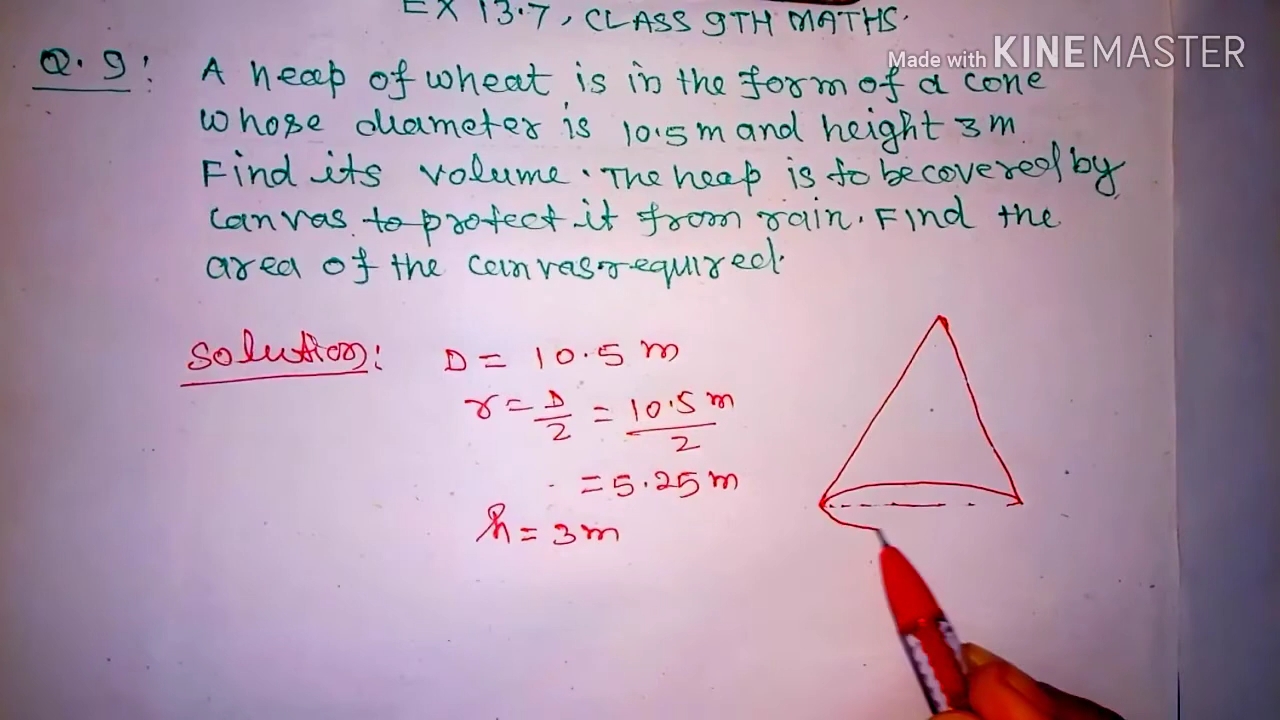 EX 13.7, CLASS 9TH MATHS.
Made with KINEMASTER
Q.9: A heap of wheat is in the form of a cone
whose diameter is 10.5 m and height 3 m
Find its volume. The heap is to be covered by
canvas to protect it from rain. Find the
area of the canvas required.
Solution: D = 10.5 m
r = D/2 = 10.5 m/2
= 5.25 m
h = 3 m